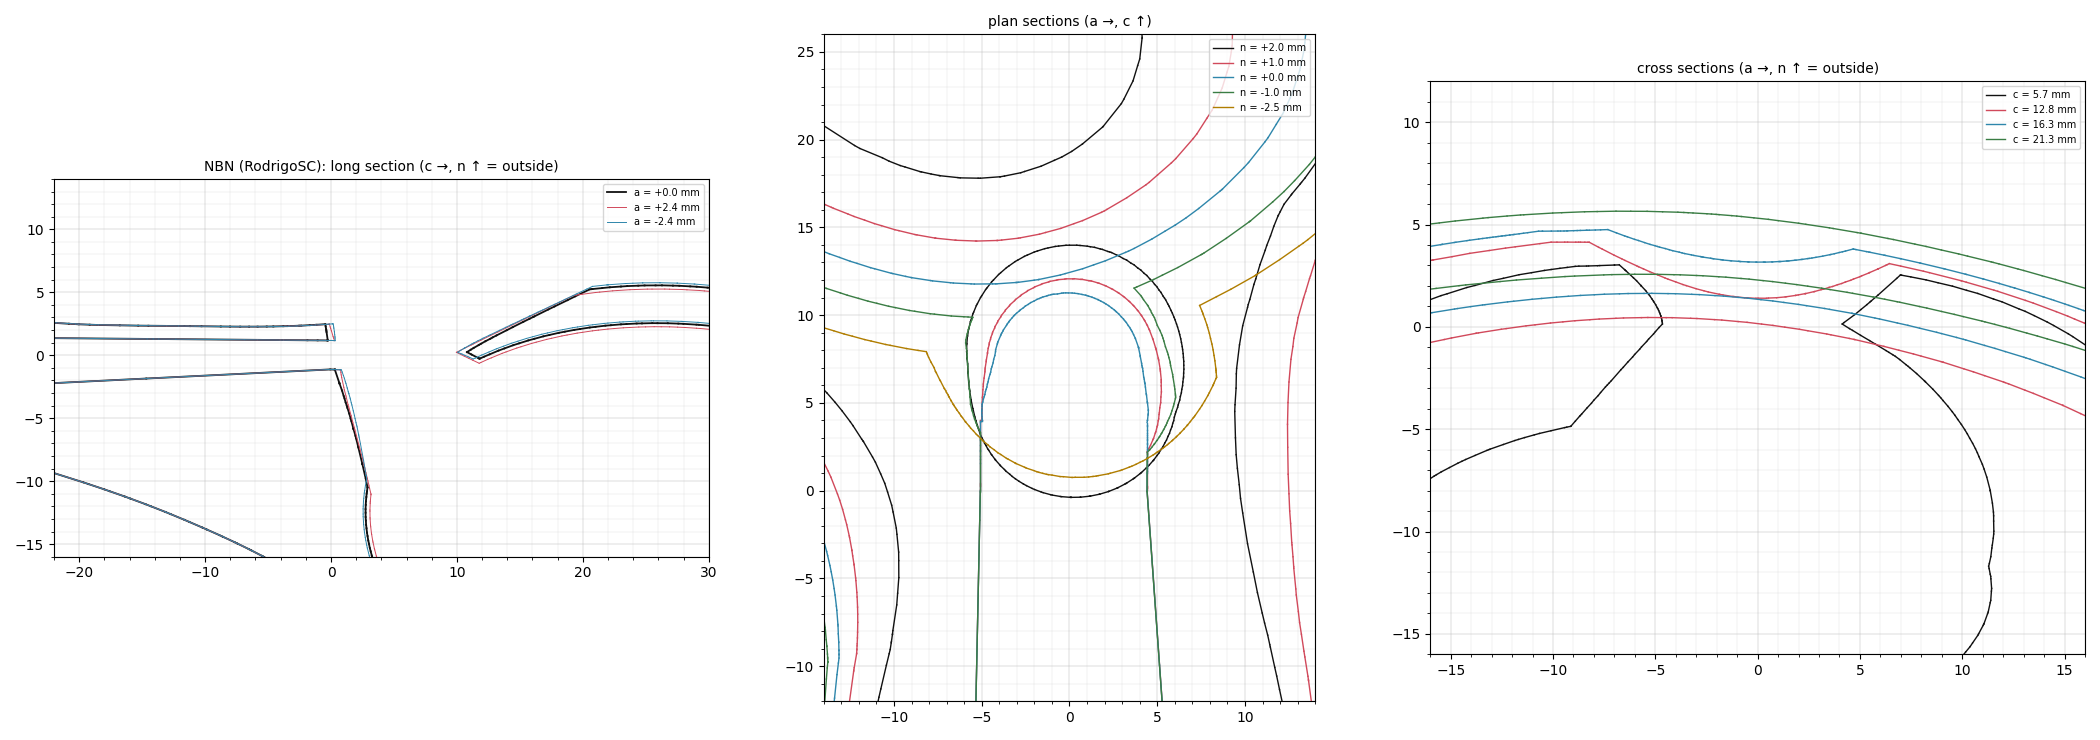 NBN (RodrigoSC): long section (c →, n ↑ = outside)
a = +0.0 mm
a = +2.4 mm
a = -2.4 mm
10
5
0
−5
−10
−15
−20
−10
0
10
20
30
plan sections (a →, c ↑)
n = +2.0 mm
n = +1.0 mm
n = +0.0 mm
n = -1.0 mm
n = -2.5 mm
25
20
15
10
5
0
−5
−10
−10
−5
0
5
10
cross sections (a →, n ↑ = outside)
c = 5.7 mm
c = 12.8 mm
c = 16.3 mm
c = 21.3 mm
10
5
0
−5
−10
−15
−15
−10
−5
0
5
10
15